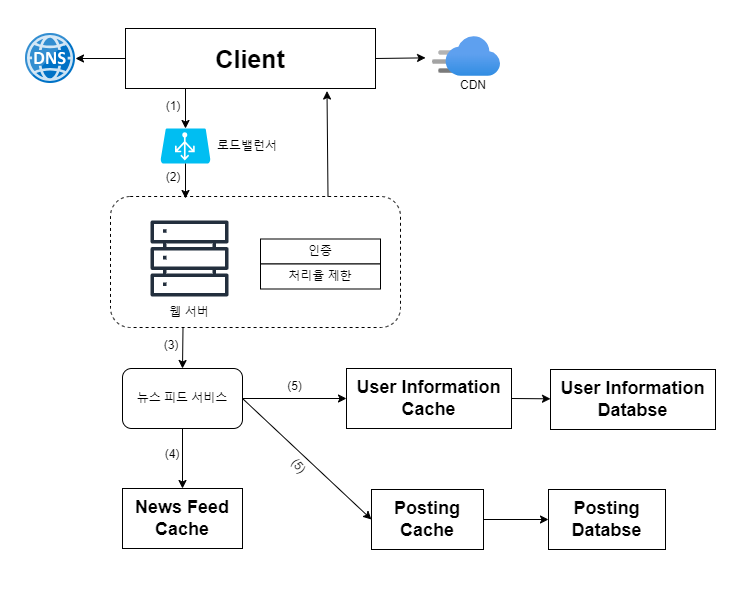 DNS
Client
CDN
(1)
로드밸런서
(2)
인증
처리율 제한
웹 서버
(3)
뉴스 피드 서비스
(5)
User Information
Cache
User Information
Databse
(4)
(5)
News Feed
Cache
Posting
Cache
Posting
Databse